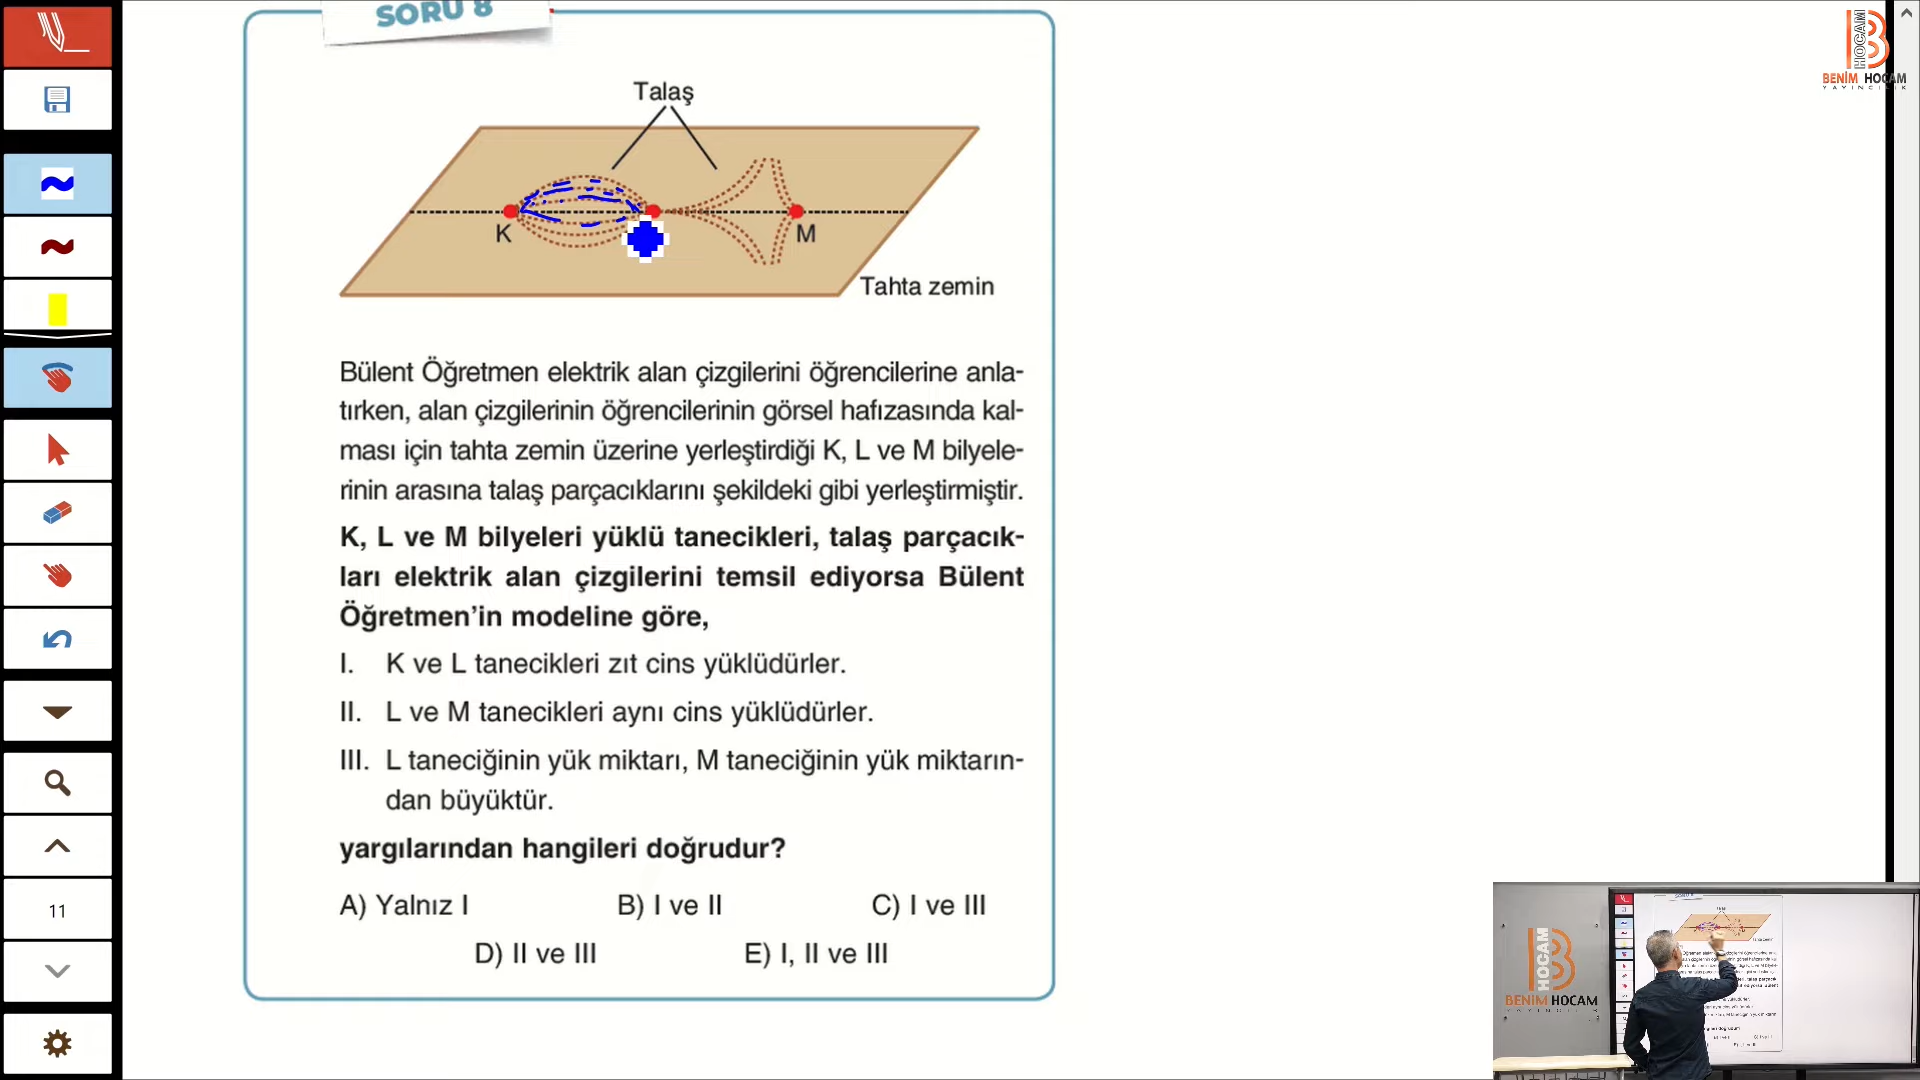 SORU 8
Talaş
K
M
Tahta zemin
Bülent Öğretmen elektrik alan çizgilerini öğrencilerine anla-
tırken, alan çizgilerinin öğrencilerinin görsel hafızasında kal-
ması için tahta zemin üzerine yerleştirdiği K, L ve M bilyele-
rinin arasına talaş parçacıklarını şekildeki gibi yerleştirmiştir.
K, L ve M bilyeleri yüklü tanecikleri, talaş parçacık-
ları elektrik alan çizgilerini temsil ediyorsa Bülent
Öğretmen'in modeline göre,
I. K ve L tanecikleri zıt cins yüklüdürler.
II. L ve M tanecikleri aynı cins yüklüdürler.
III. L taneciğinin yük miktarı, M taneciğinin yük miktarın-
dan büyüktür.
yargılarından hangileri doğrudur?
A) Yalnız I B) I ve II C) I ve III
D) II ve III E) I, II ve III
11
HOCAM
BENİM HOCAM
YAYINCILIK
HOCAM
BENİM HOCAM
YAYINCILIK